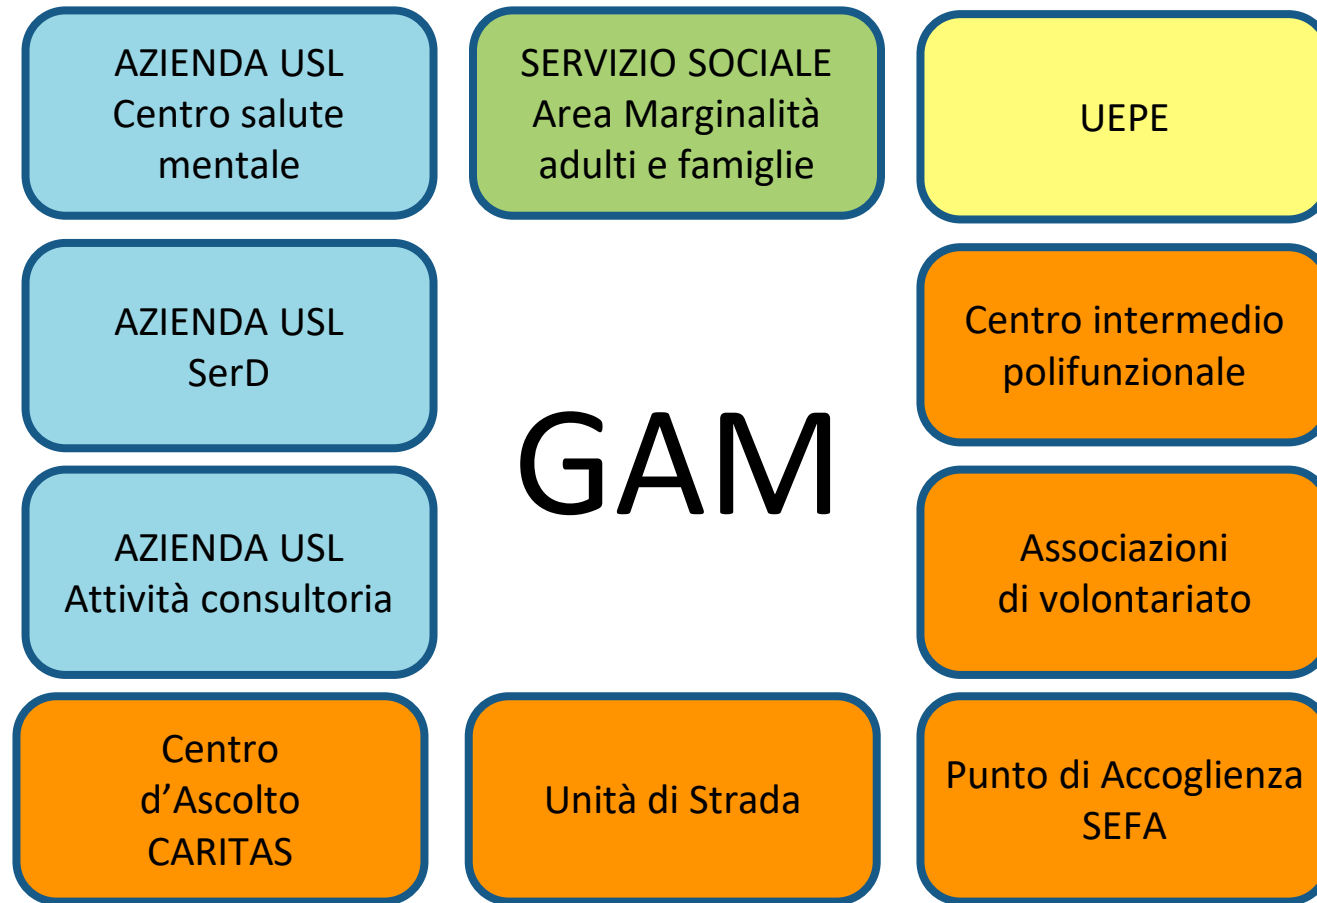 AZIENDA USL
Centro salute
mentale
SERVIZIO SOCIALE
Area Marginalità
adulti e famiglie
UEPE
AZIENDA USL
SerD
Centro intermedio
polifunzionale
GAM
AZIENDA USL
Attività consultoria
Associazioni
di volontariato
Centro
d’Ascolto
CARITAS
Unità di Strada
Punto di Accoglienza
SEFA